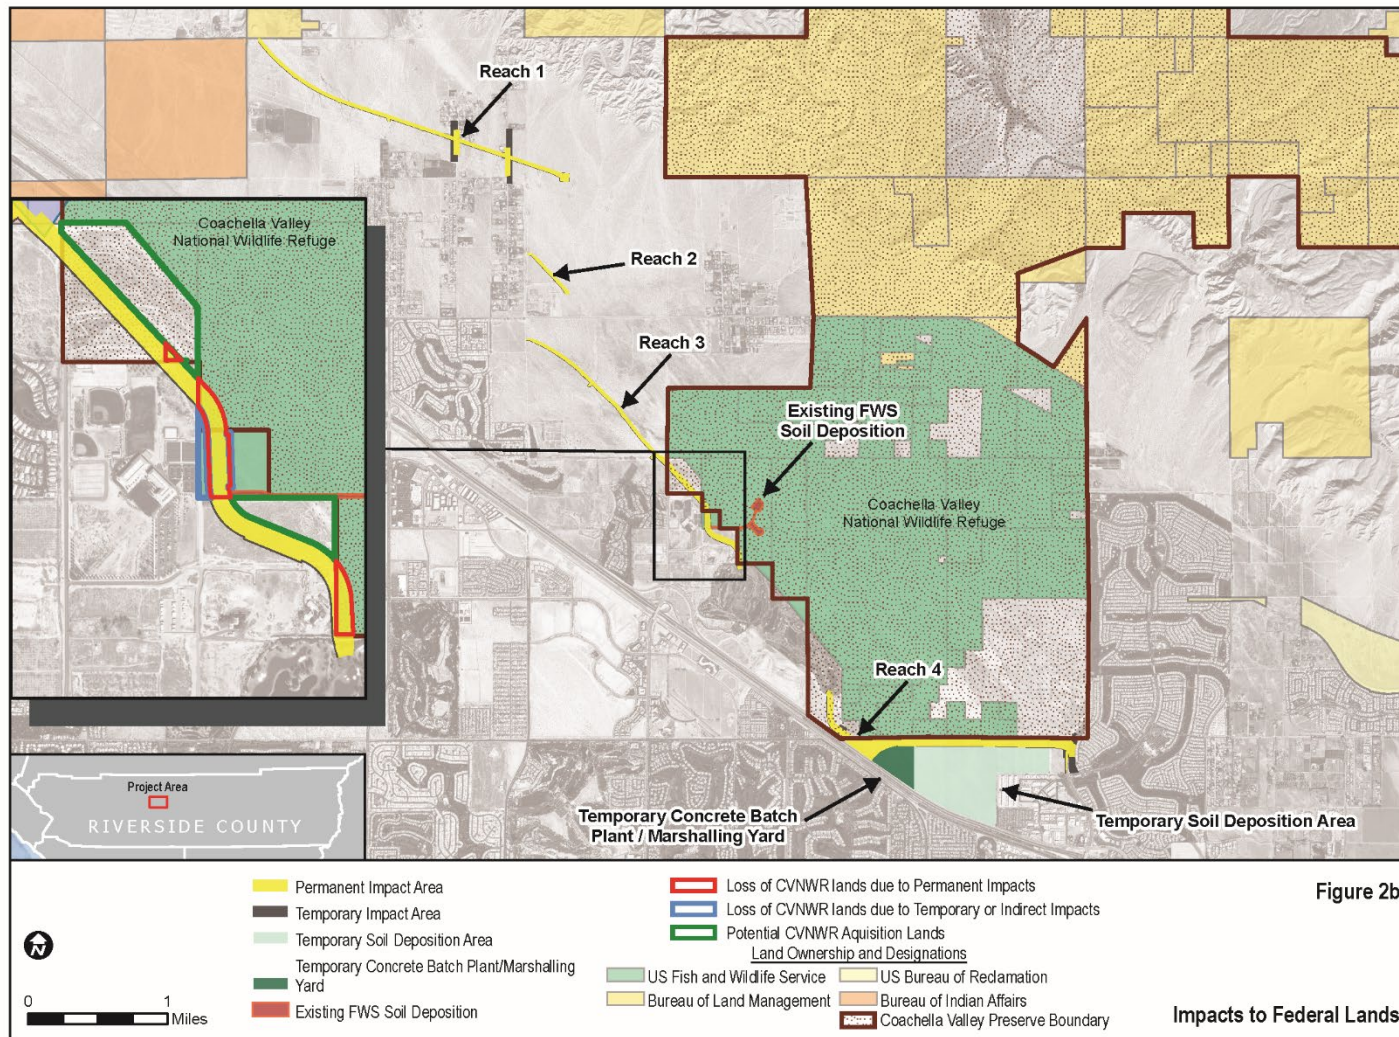 Reach 1
Coachella Valley
National Wildlife Refuge
Reach 2
Reach 3
Existing FWS
Soil Deposition
Coachella Valley
National Wildlife Refuge
Reach 4
Project Area
RIVERSIDE COUNTY
Temporary Concrete Batch
Plant / Marshalling Yard
Temporary Soil Deposition Area
Permanent Impact Area
Temporary Impact Area
Temporary Soil Deposition Area
Temporary Concrete Batch Plant/Marshalling
Yard
Existing FWS Soil Deposition
Loss of CVNWR lands due to Permanent Impacts
Loss of CVNWR lands due to Temporary or Indirect Impacts
Potential CVNWR Aquisition Lands
Land Ownership and Designations
US Fish and Wildlife Service
US Bureau of Reclamation
Bureau of Land Management
Bureau of Indian Affairs
Coachella Valley Preserve Boundary
Figure 2b
Impacts to Federal Lands
N
0 1
Miles